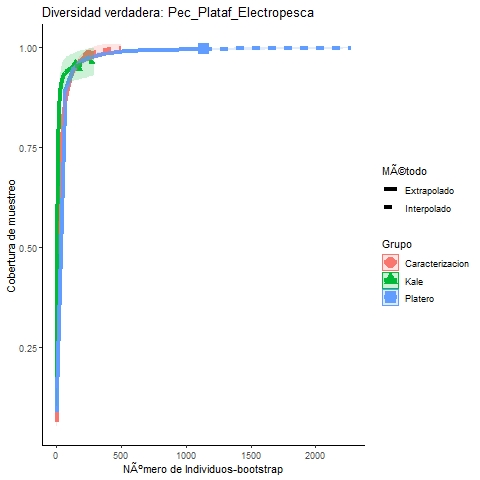 Diversidad verdadera: Pec_Plataf_Electropesca
1.00
0.75
0.50
0.25
Cobertura de muestreo
0
500
1000
1500
2000
NÃºmero de Individuos-bootstrap
MÃ©todo
Extrapolado
Interpolado
Grupo
Caracterizacion
Kale
Platero